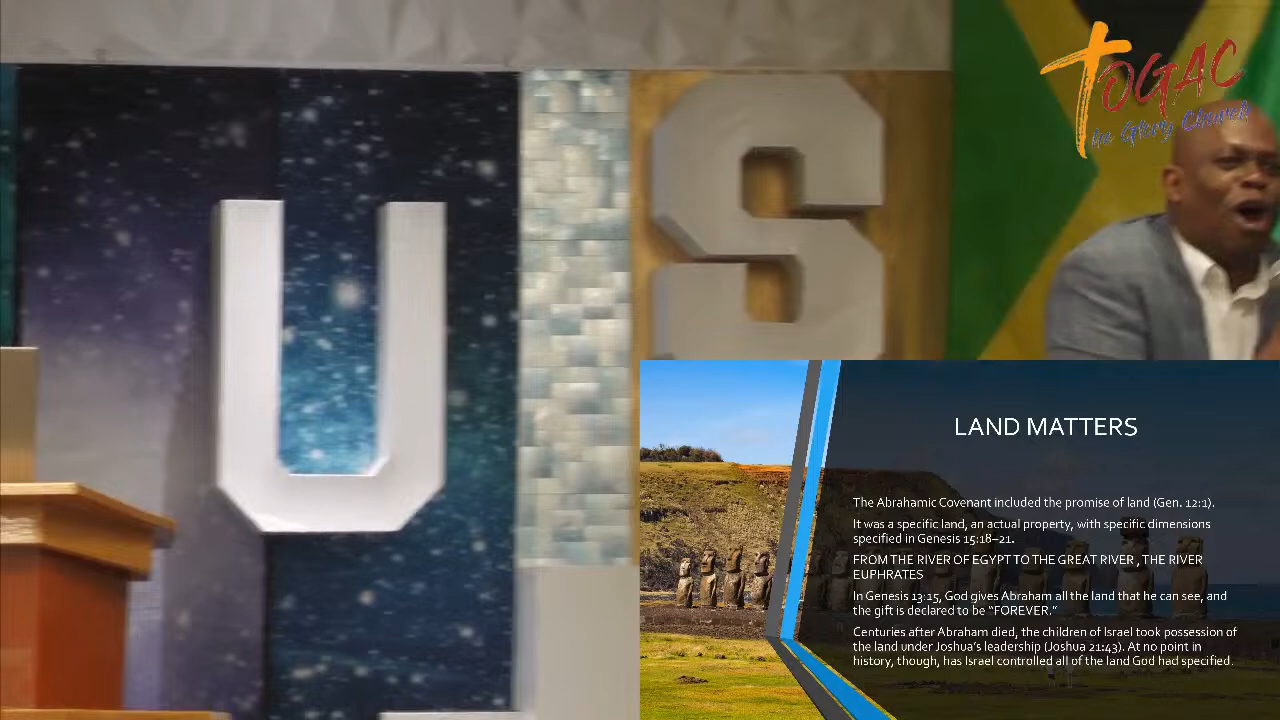 U
S
TOGAC
The Glory Church
LAND MATTERS
The Abrahamic Covenant included the promise of land (Gen. 12:1).
It was a specific land, an actual property, with specific dimensions
specified in Genesis 15:18–21.
FROM THE RIVER OF EGYPT TO THE GREAT RIVER , THE RIVER
EUPHRATES
In Genesis 13:15, God gives Abraham all the land that he can see, and
the gift is declared to be “FOREVER.”
Centuries after Abraham died, the children of Israel took possession of
the land under Joshua’s leadership (Joshua 21:43). At no point in
history, though, has Israel controlled all of the land God had specified.